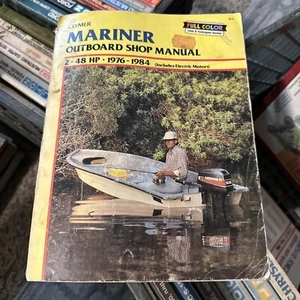 CLYMER
MARINER
OUTBOARD SHOP MANUAL
2-48 HP • 1976-1984 (Includes Electric Motors)
FULL COLOR